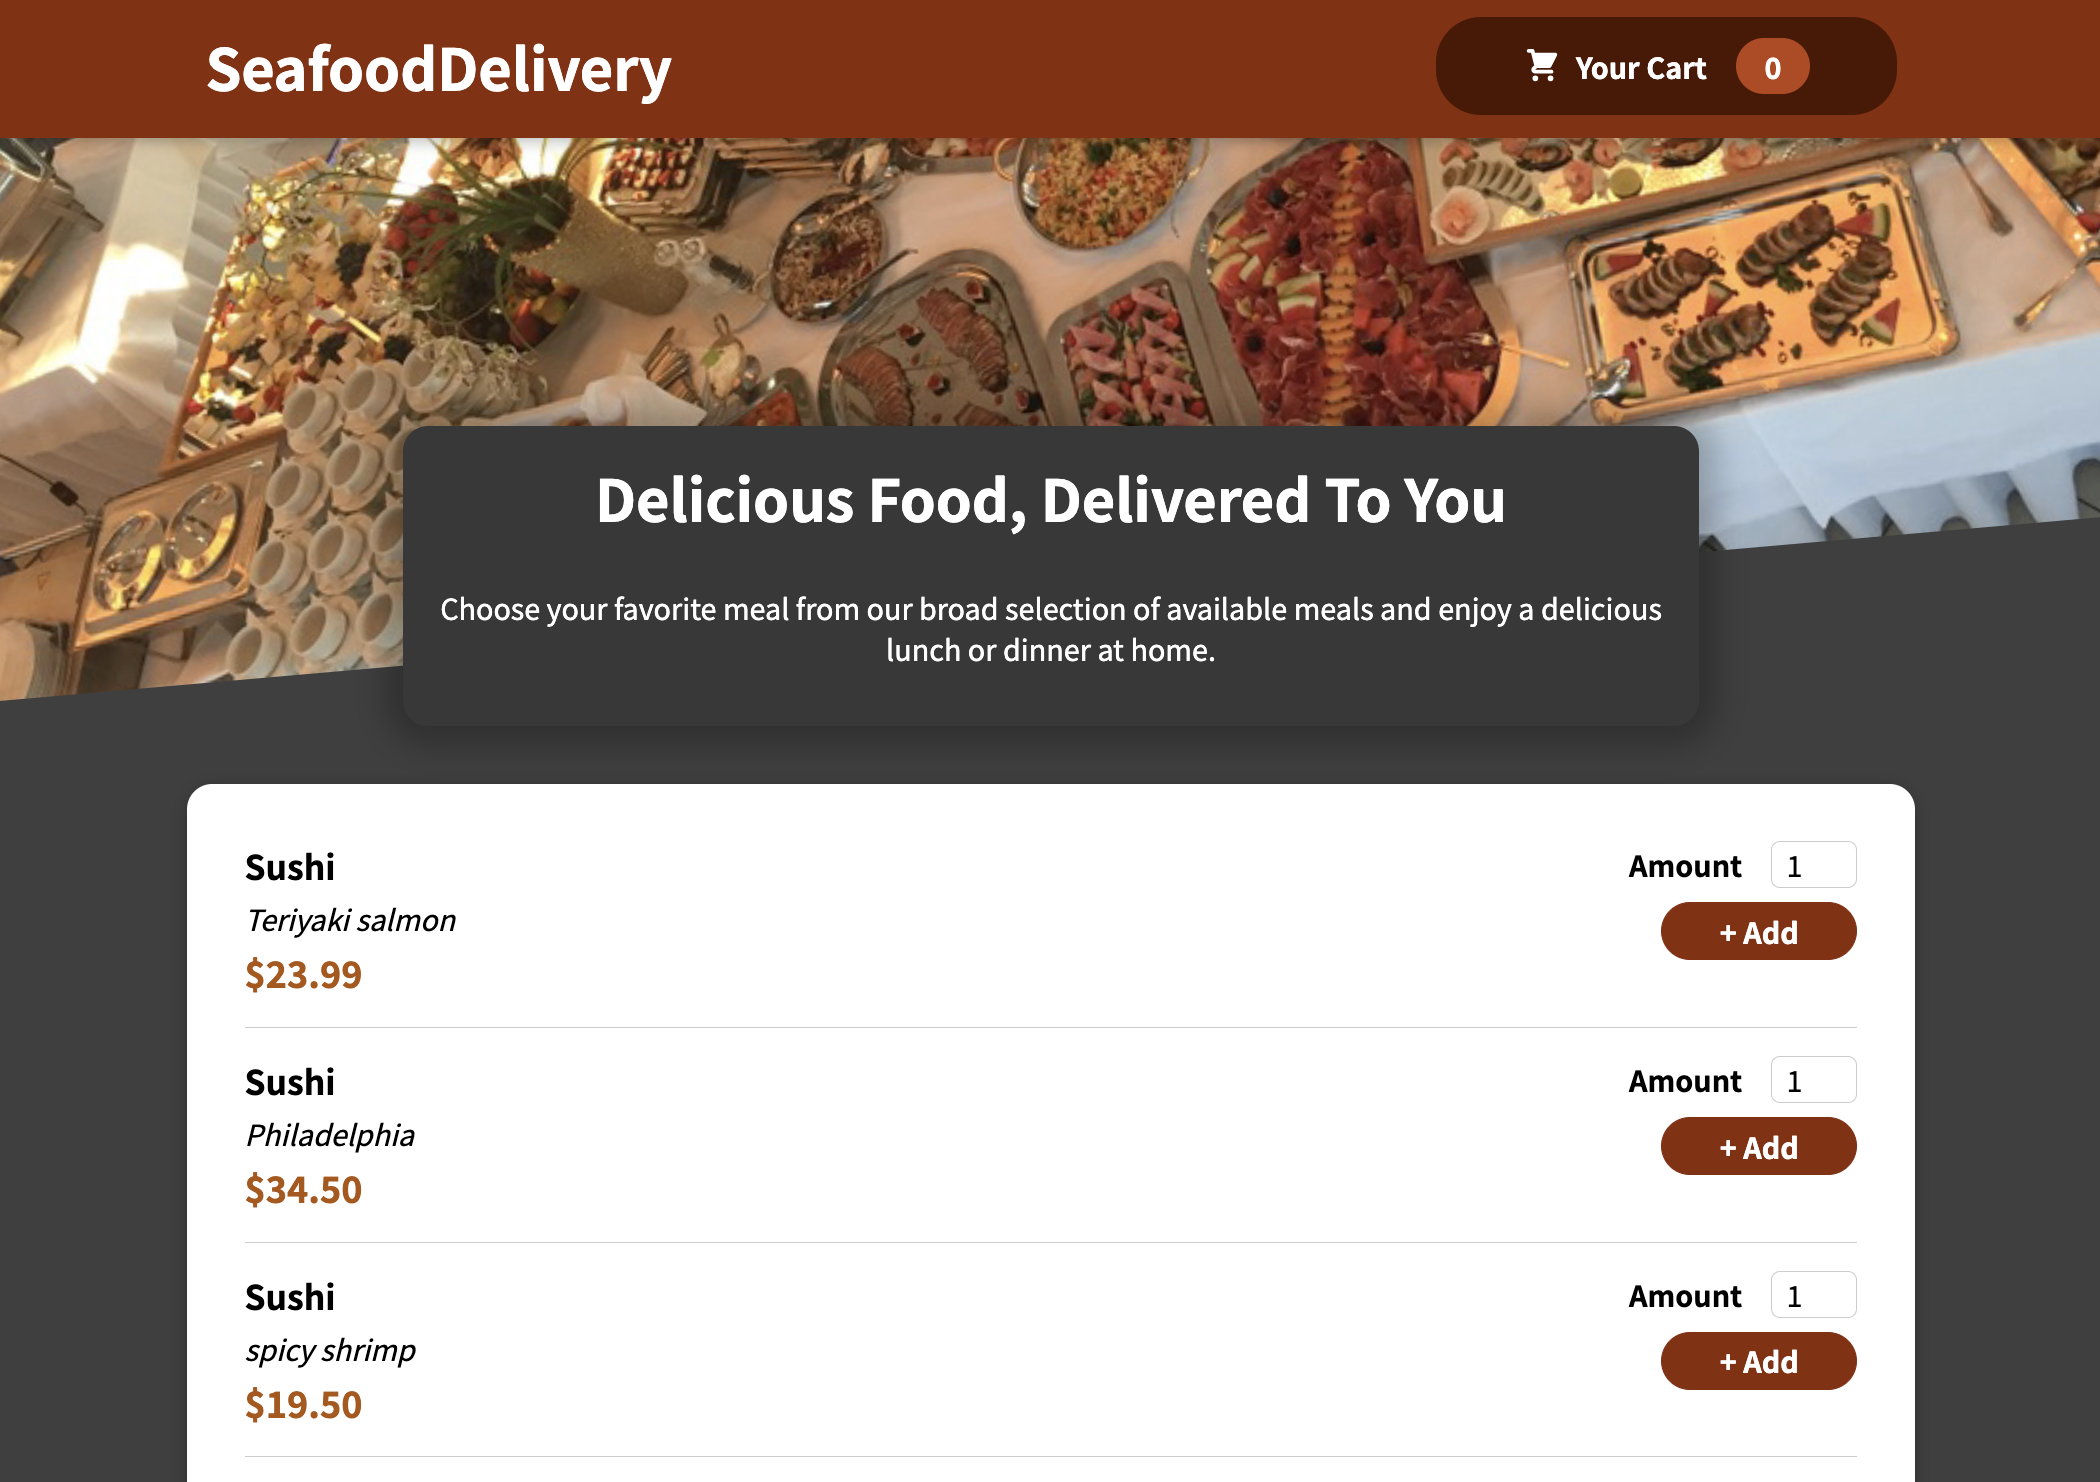 SeafoodDelivery
Your Cart 0
Delicious Food, Delivered To You
Choose your favorite meal from our broad selection of available meals and enjoy a delicious
lunch or dinner at home.
Sushi
Teriyaki salmon
$23.99
Amount 1
+ Add
Sushi
Philadelphia
$34.50
Amount 1
+ Add
Sushi
spicy shrimp
$19.50
Amount 1
+ Add